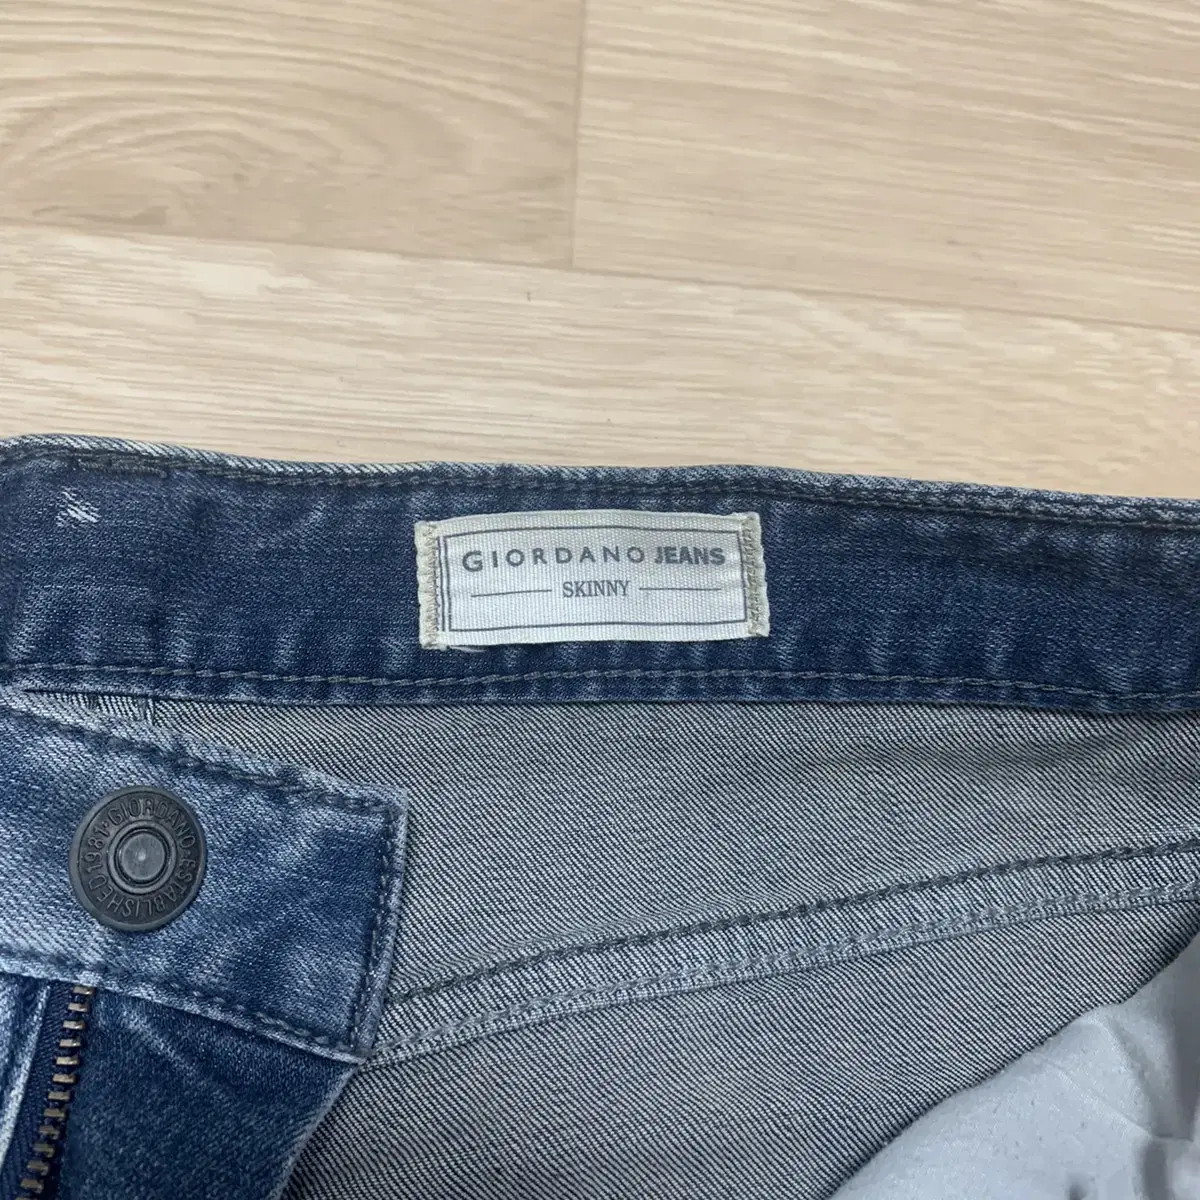 GIORDANO JEANS
SKINNY
GIORDANO · ESTABLISHED 1981 ·